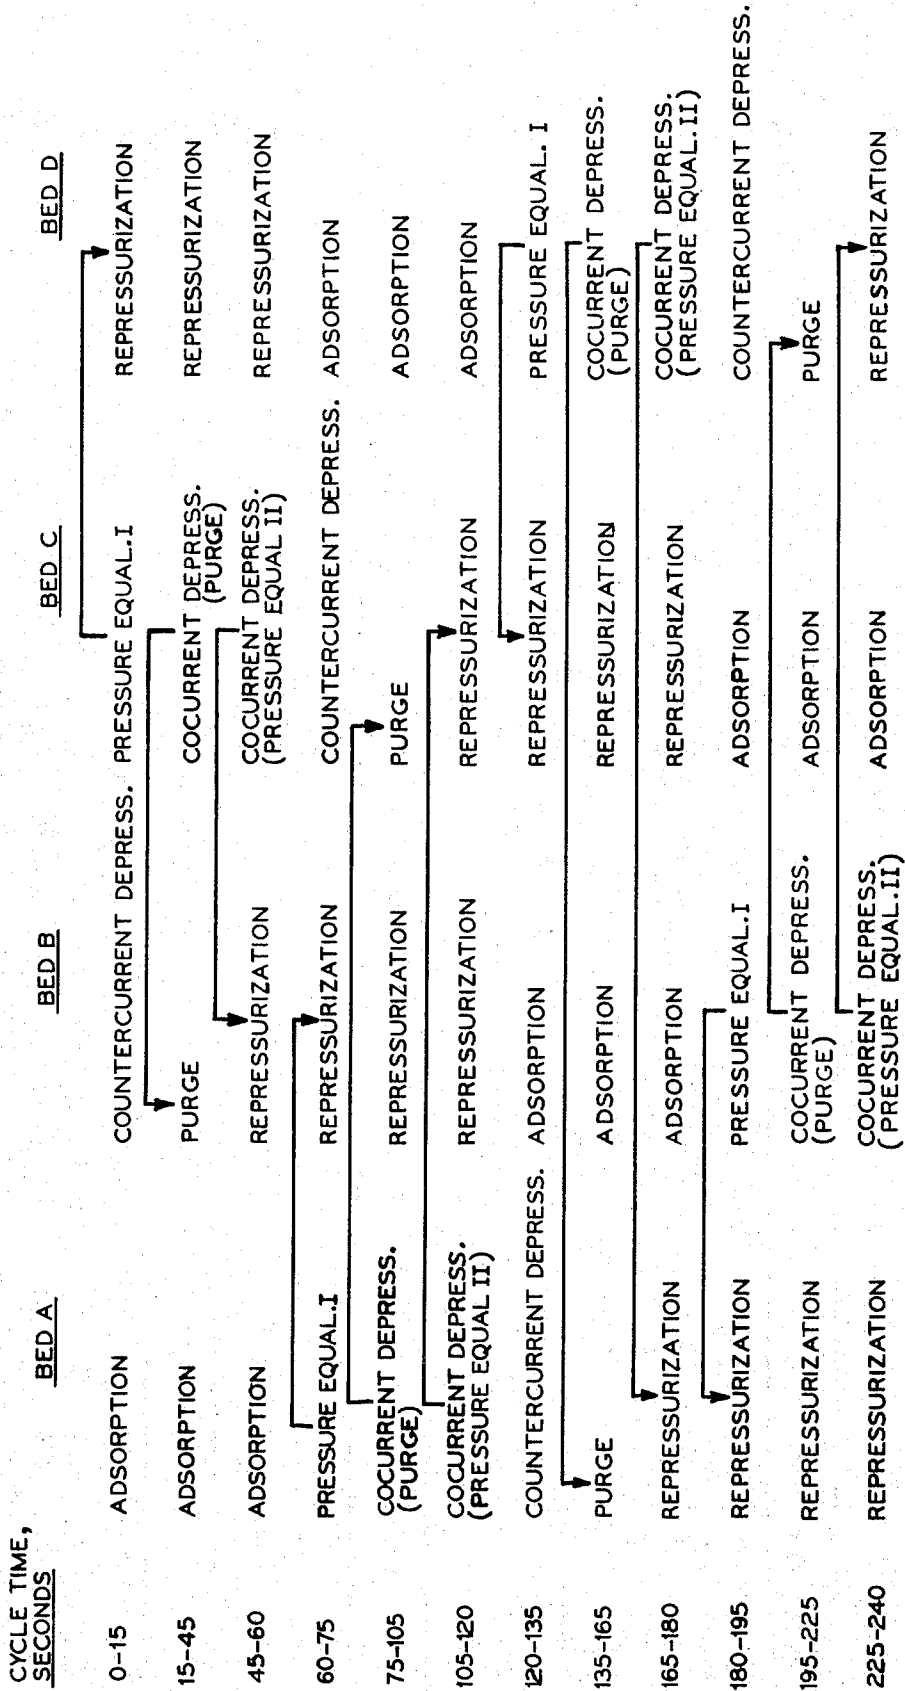 CYCLE TIME,
SECONDS
BED A
BED B
BED C
BED D
0-15
ADSORPTION
COUNTERCURRENT DEPRESS.
PRESSURE EQUAL.I
REPRESSURIZATION
15-45
ADSORPTION
PURGE
COCURRENT DEPRESS.
(PURGE)
REPRESSURIZATION
45-60
ADSORPTION
REPRESSURIZATION
COCURRENT DEPRESS.
(PRESSURE EQUAL II)
REPRESSURIZATION
60-75
PRESSURE EQUAL.I
REPRESSURIZATION
COUNTERCURRENT DEPRESS.
ADSORPTION
75-105
COCURRENT DEPRESS.
(PURGE)
REPRESSURIZATION
PURGE
ADSORPTION
105-120
COCURRENT DEPRESS.
(PRESSURE EQUAL II)
REPRESSURIZATION
REPRESSURIZATION
ADSORPTION
120-135
COUNTERCURRENT DEPRESS.
ADSORPTION
REPRESSURIZATION
PRESSURE EQUAL. I
135-165
PURGE
ADSORPTION
REPRESSURIZATION
COCURRENT DEPRESS.
(PURGE)
165-180
REPRESSURIZATION
ADSORPTION
REPRESSURIZATION
COCURRENT DEPRESS.
(PRESSURE EQUAL.II)
180-195
REPRESSURIZATION
PRESSURE EQUAL.I
ADSORPTION
COUNTERCURRENT DEPRESS.
195-225
REPRESSURIZATION
COCURRENT DEPRESS.
(PURGE)
ADSORPTION
PURGE
225-240
REPRESSURIZATION
COCURRENT DEPRESS.
(PRESSURE EQUAL.II)
ADSORPTION
REPRESSURIZATION